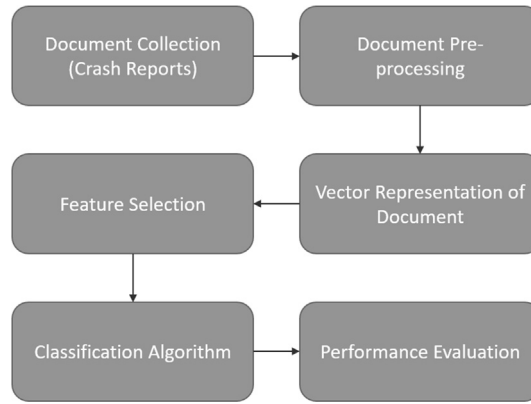 Document Collection
(Crash Reports)
Document Pre-
processing
Vector Representation of
Document
Feature Selection
Classification Algorithm
Performance Evaluation